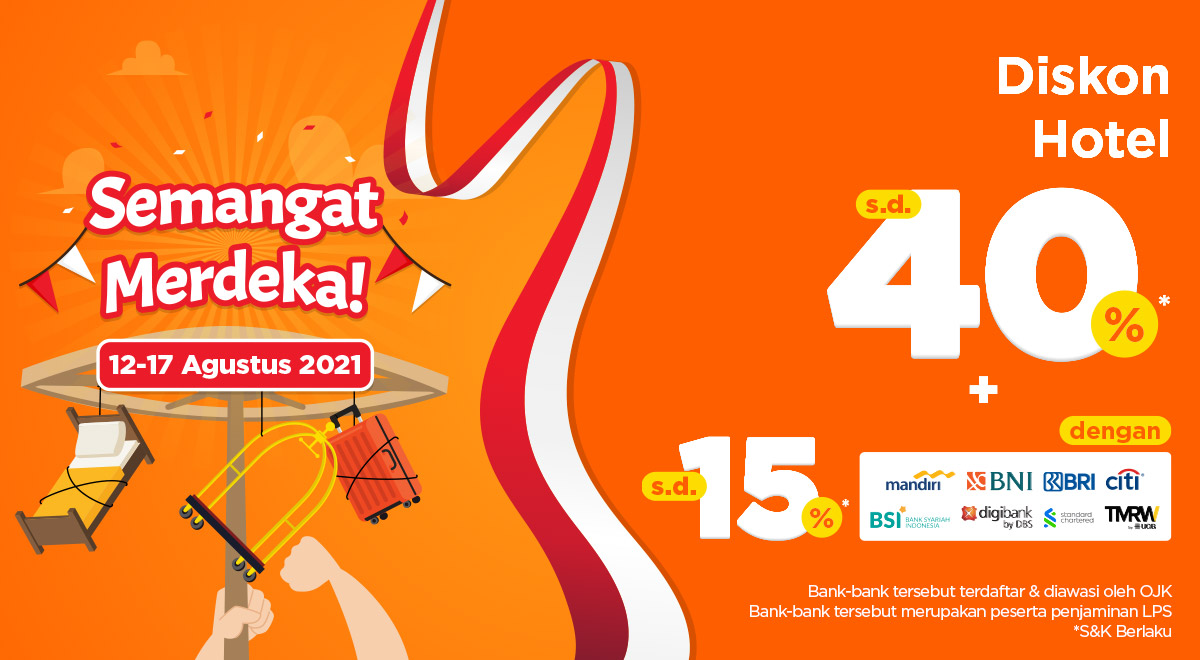 Semangat
Merdeka!
12-17 Agustus 2021
Diskon
Hotel
s.d.
40%*
+
s.d.
15%*
dengan
mandiri BNI BRI citi
BSI BANK SYARIAH
INDONESIA
digibank
by DBS
standard
chartered
TMRW
by UOB
Bank-bank tersebut terdaftar & diawasi oleh OJK
Bank-bank tersebut merupakan peserta penjaminan LPS
*S&K Berlaku